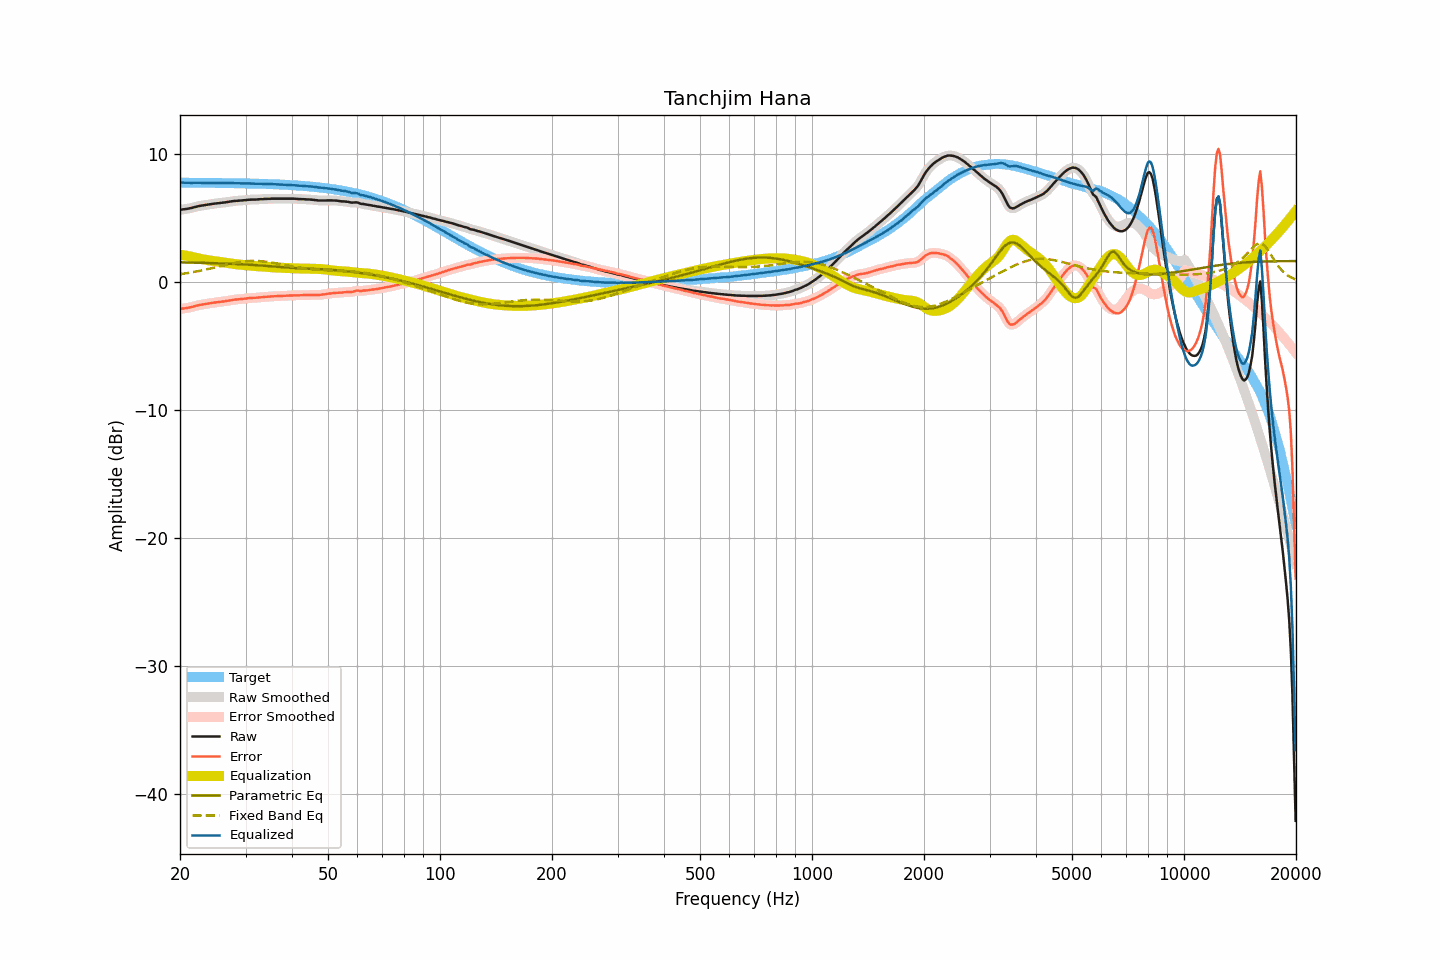 Tanchjim Hana
Amplitude (dBr)
10
0
−10
−20
−30
−40
Target
Raw Smoothed
Error Smoothed
Raw
Error
Equalization
Parametric Eq
Fixed Band Eq
Equalized
20 50 100 200 500 1000 2000 5000 10000 20000
Frequency (Hz)